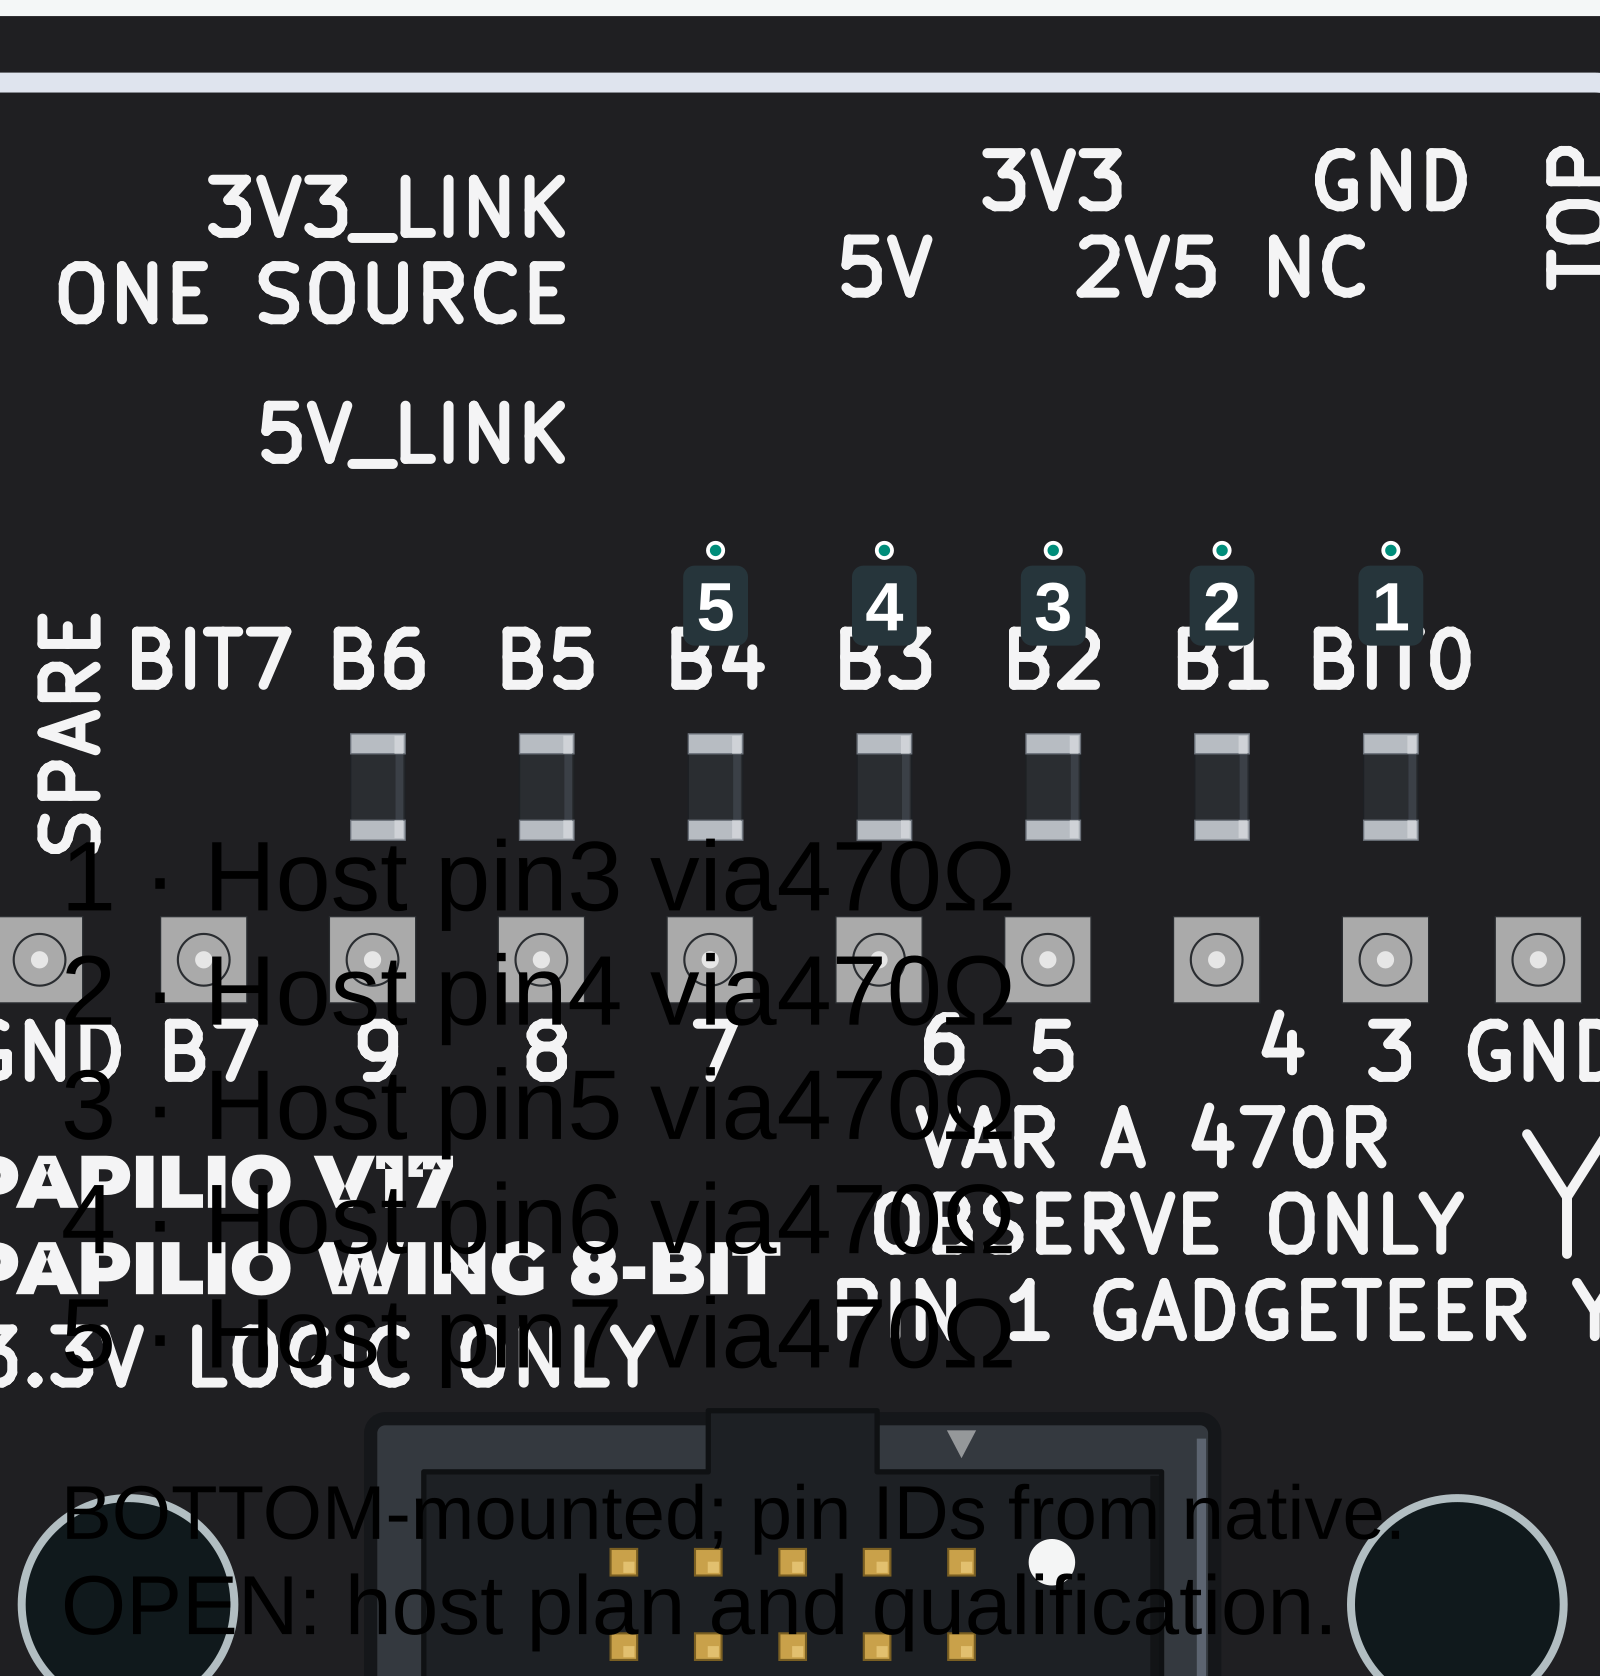 3V3 GND
3V3_LINK
TOP
5V 2V5 NC
ONE SOURCE
5V_LINK
5 4 3 2 1
SPARE
BIT7 B6 B5 B4 B3 B2 B1 BIT0
1 · Host pin3 via470Ω
2 · Host pin4 via470Ω
GND B7 9 8 7 6 5 4 3 GND
3 · Host pin5 via470Ω
VAR A 470R
PAPILIO V17
4 · Host pin6 via470Ω
OBSERVE ONLY
PAPILIO WING 8-BIT
PIN 1 GADGETEER Y
5 · Host pin7 via470Ω
3.3V LOGIC ONLY
Y
BOTTOM-mounted; pin IDs from native.
OPEN: host plan and qualification.